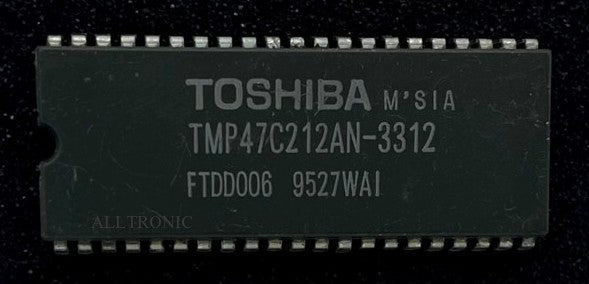 TOSHIBA M'SIA
TMP47C212AN-3312
FTDD006 9527WAI
ALLTRONIC